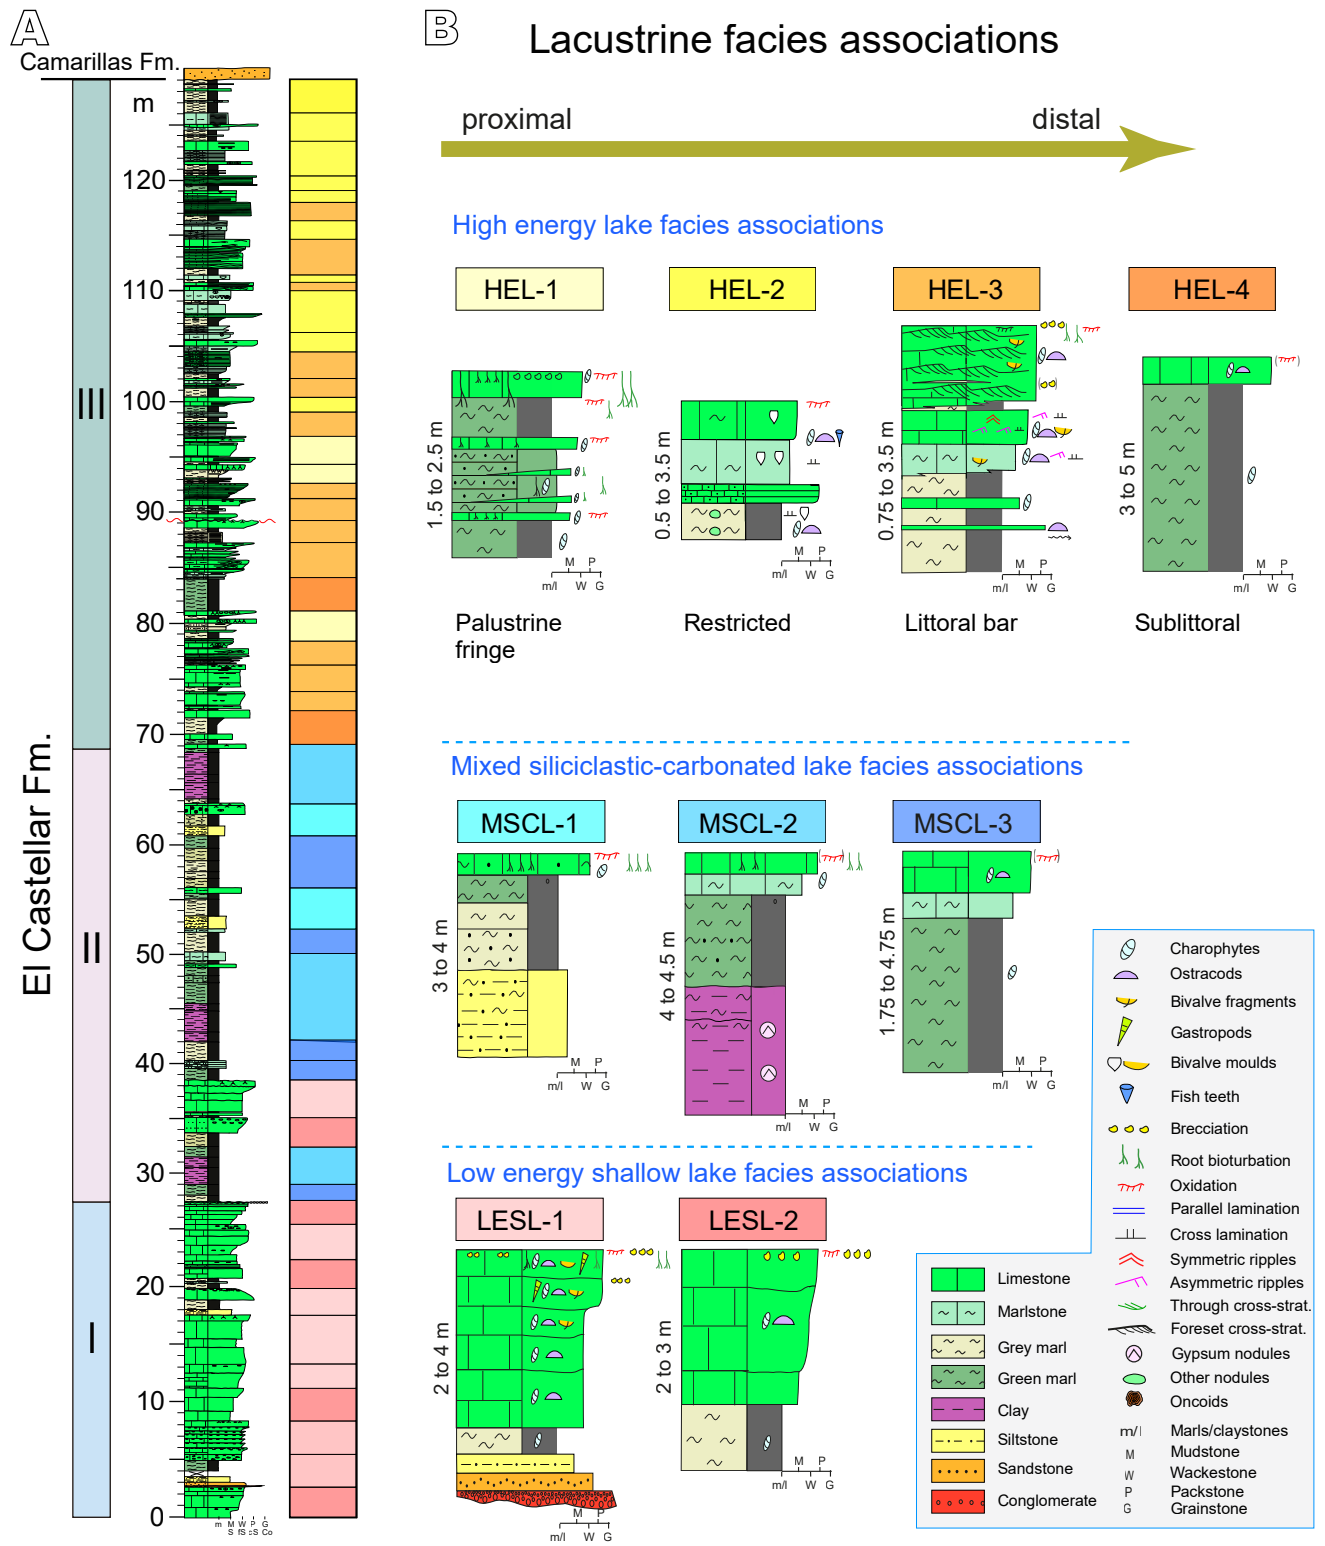 A
Camarillas Fm.
m
120
110
100
90
80
70
60
50
40
30
20
10
0
El Castellar Fm.
III
II
I
m M W P G
S fS cS Co
B
Lacustrine facies associations
proximal
distal
High energy lake facies associations
HEL-1
HEL-2
HEL-3
HEL-4
1.5 to 2.5 m
0.5 to 3.5 m
0.75 to 3.5 m
3 to 5 m
M P
m/l W G
M P
m/l W G
M P
m/l W G
M P
m/l W G
Palustrine
fringe
Restricted
Littoral bar
Sublittoral
Mixed siliciclastic-carbonated lake facies associations
MSCL-1
MSCL-2
MSCL-3
3 to 4 m
4 to 4.5 m
1.75 to 4.75 m
M P
m/l W G
M P
m/l W G
M P
m/l W G
Low energy shallow lake facies associations
LESL-1
LESL-2
2 to 4 m
2 to 3 m
M P
m/l W G
M P
m/l W G
Limestone
Marlstone
Grey marl
Green marl
Clay
Siltstone
Sandstone
Conglomerate
Charophytes
Ostracods
Bivalve fragments
Gastropods
Bivalve moulds
Fish teeth
Brecciation
Root bioturbation
Oxidation
Parallel lamination
Cross lamination
Symmetric ripples
Asymmetric ripples
Through cross-strat.
Foreset cross-strat.
Gypsum nodules
Other nodules
Oncoids
m/l Marls/claystones
M Mudstone
W Wackestone
P Packstone
G Grainstone